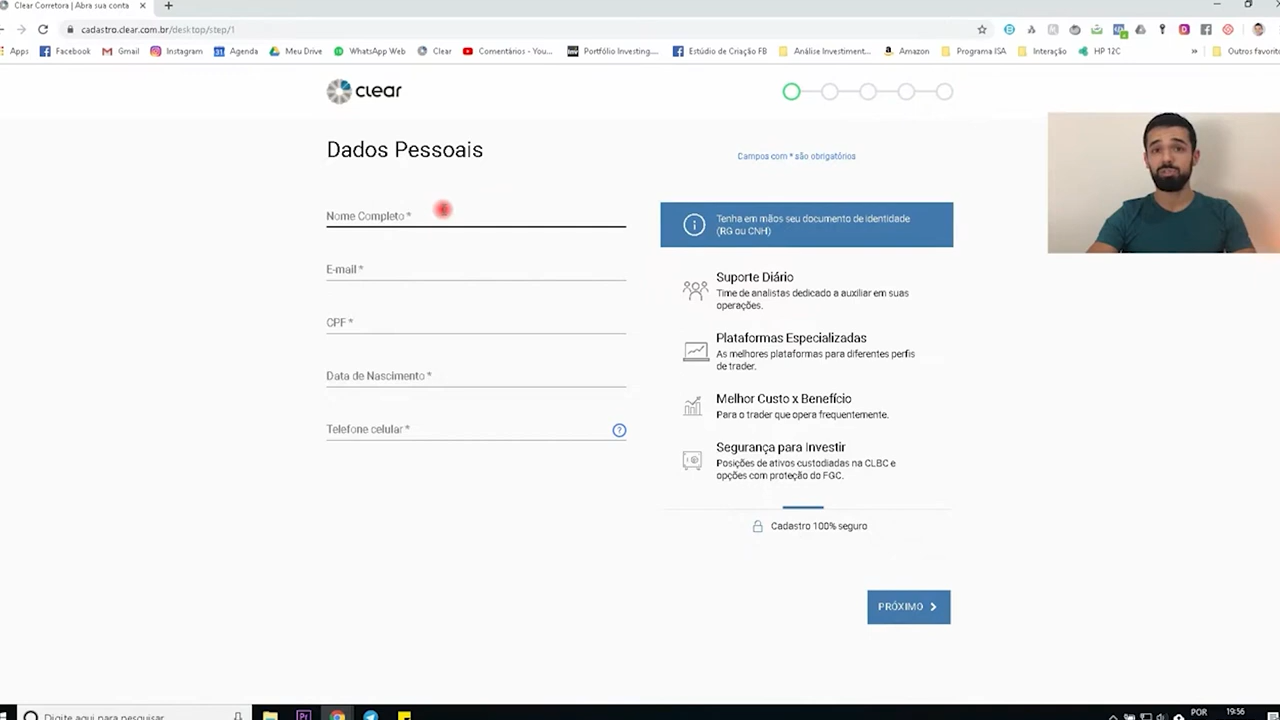 Clear Corretora | Abra sua conta
cadastro.clear.com.br/desktop/step/1
Apps Facebook Gmail Instagram Agenda Meu Drive WhatsApp Web Clear Comentários - You... Portfólio Investing.... Estúdio de Criação FB Análise Investiment... Amazon Programa ISA Interação HP 12C » Outros favorito
clear
Dados Pessoais
Campos com * são obrigatórios
Nome Completo *
E-mail *
CPF *
Data de Nascimento *
Telefone celular *
?
Tenha em mãos seu documento de identidade
(RG ou CNH)
Suporte Diário
Time de analistas dedicado a auxiliar em suas
operações.
Plataformas Especializadas
As melhores plataformas para diferentes perfis
de trader.
Melhor Custo x Benefício
Para o trader que opera frequentemente.
Segurança para Investir
Posições de ativos custodiadas na CLBC e
opções com proteção do FGC.
Cadastro 100% seguro
PRÓXIMO
Digite aqui para pesquisar
POR
19:56